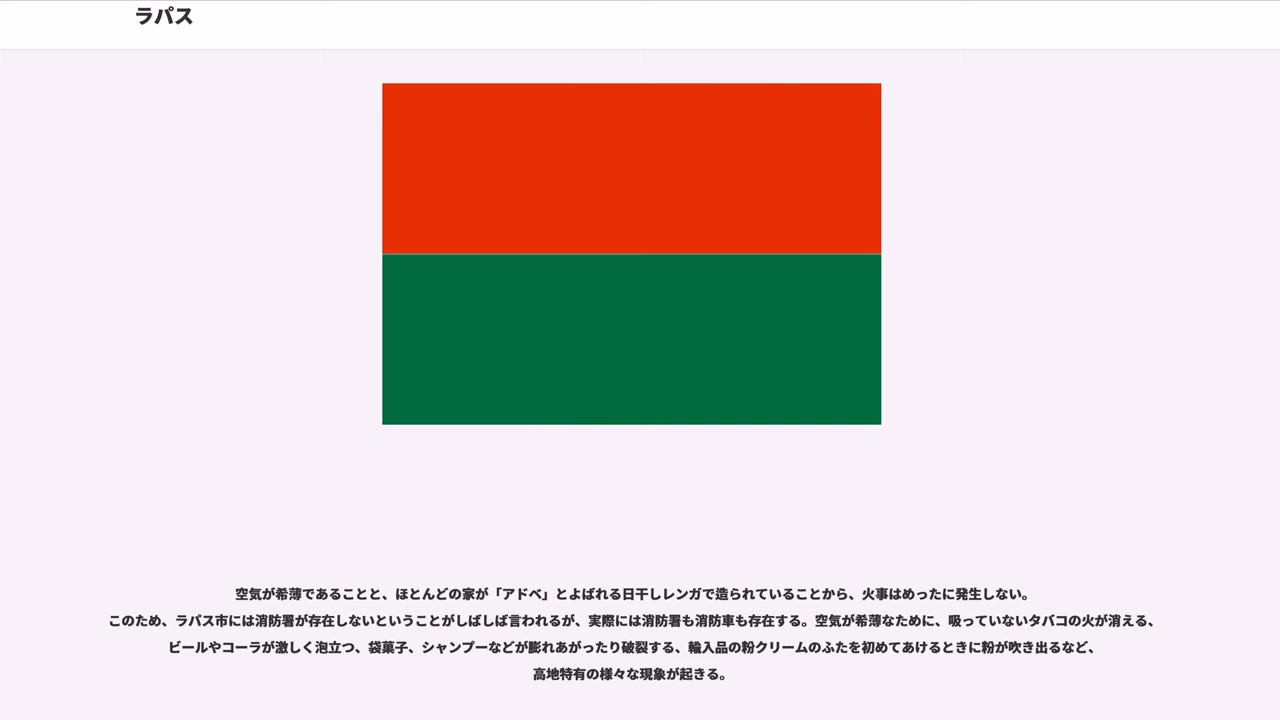 ラパス
空気が希薄であることと、ほとんどの家が「アドベ」とよばれる日干しレンガで造られていることから、火事はめったに発生しない。
このため、ラパス市には消防署が存在しないということがしばしば言われるが、実際には消防署も消防車も存在する。空気が希薄なために、吸っていないタバコの火が消える、
ビールやコーラが激しく泡立つ、袋菓子、シャンプーなどが膨れあがったり破裂する、輸入品の粉クリームのふたを初めてあけるときに粉が吹き出るなど、
高地特有の様々な現象が起きる。